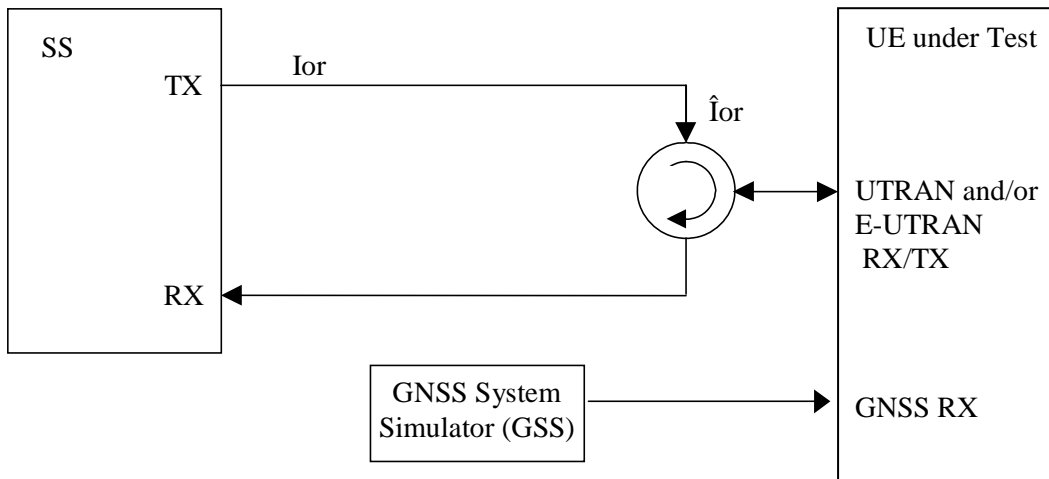 SS
TX
Ior
Îor
RX
UE under Test
UTRAN and/or
E-UTRAN
RX/TX
GNSS System
Simulator (GSS)
GNSS RX